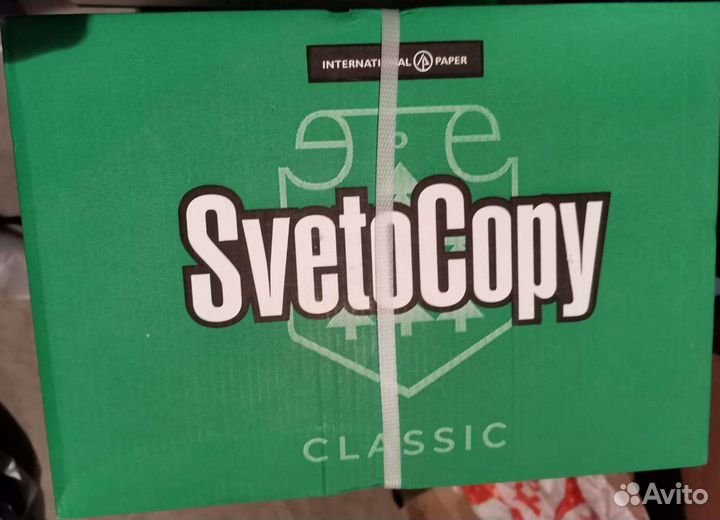 INTERNATIONAL PAPER
SvetoCopy
CLASSIC
Avito